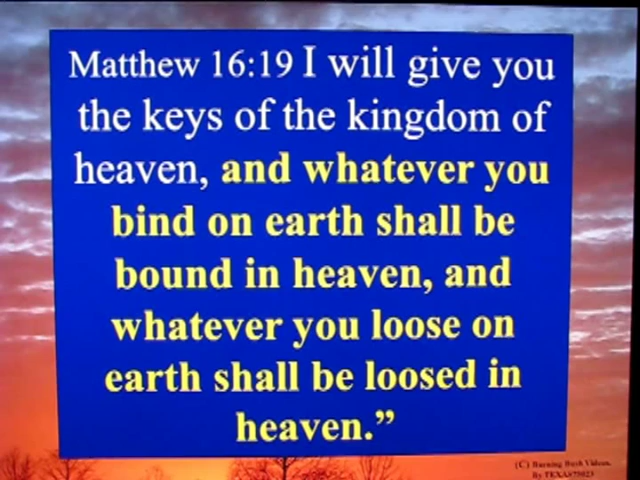 Matthew 16:19 I will give you
the keys of the kingdom of
heaven, and whatever you
bind on earth shall be
bound in heaven, and
whatever you loose on
earth shall be loosed in
heaven.”
(C) Burning Bush Videos.